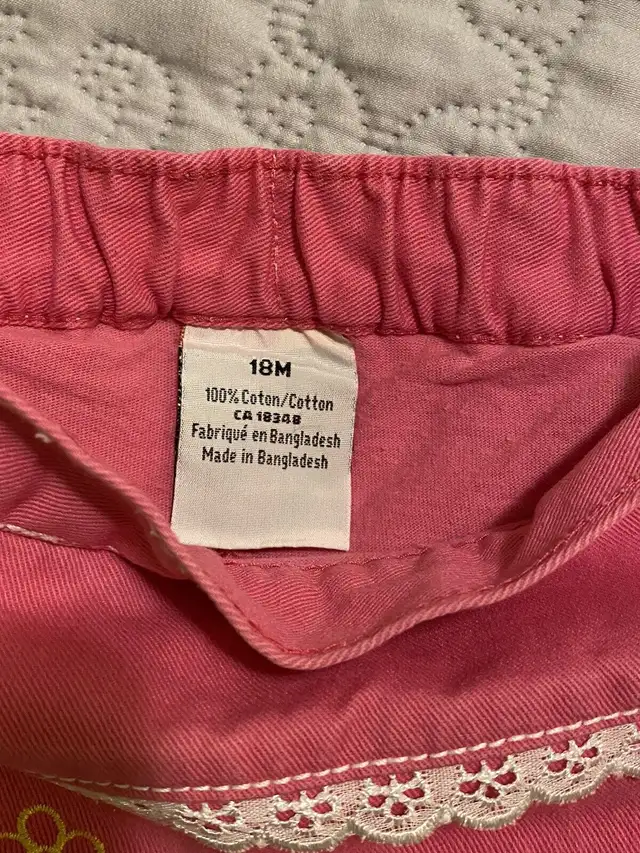 18M
100% Coton/Cotton
CA 18348
Fabriqué en Bangladesh
Made in Bangladesh